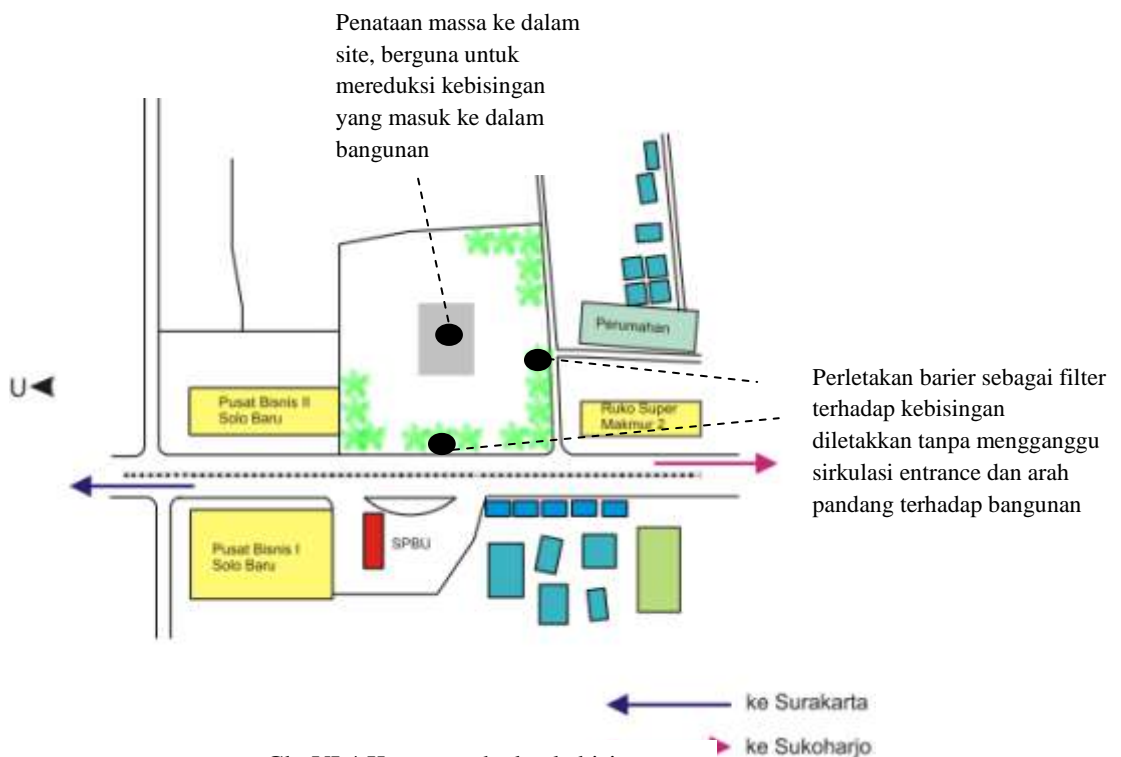 Penataan massa ke dalam
site, berguna untuk
mereduksi kebisingan
yang masuk ke dalam
bangunan
Perumahan
U
Pusat Bisnis II
Solo Baru
Ruko Super
Makmur 2
Perletakan barier sebagai filter
terhadap kebisingan
diletakkan tanpa mengganggu
sirkulasi entrance dan arah
pandang terhadap bangunan
Pusat Bisnis I
Solo Baru
SPBU
ke Surakarta
ke Sukoharjo